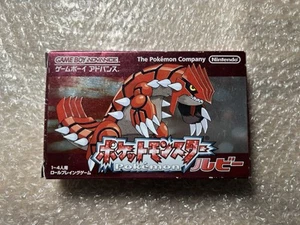 GAME BOY ADVANCE
ゲームボーイ アドバンス
The Pokémon Company
Nintendo
ポケットモンスター
Pokémon
ルビー
1~4人用
ロールプレイングゲーム